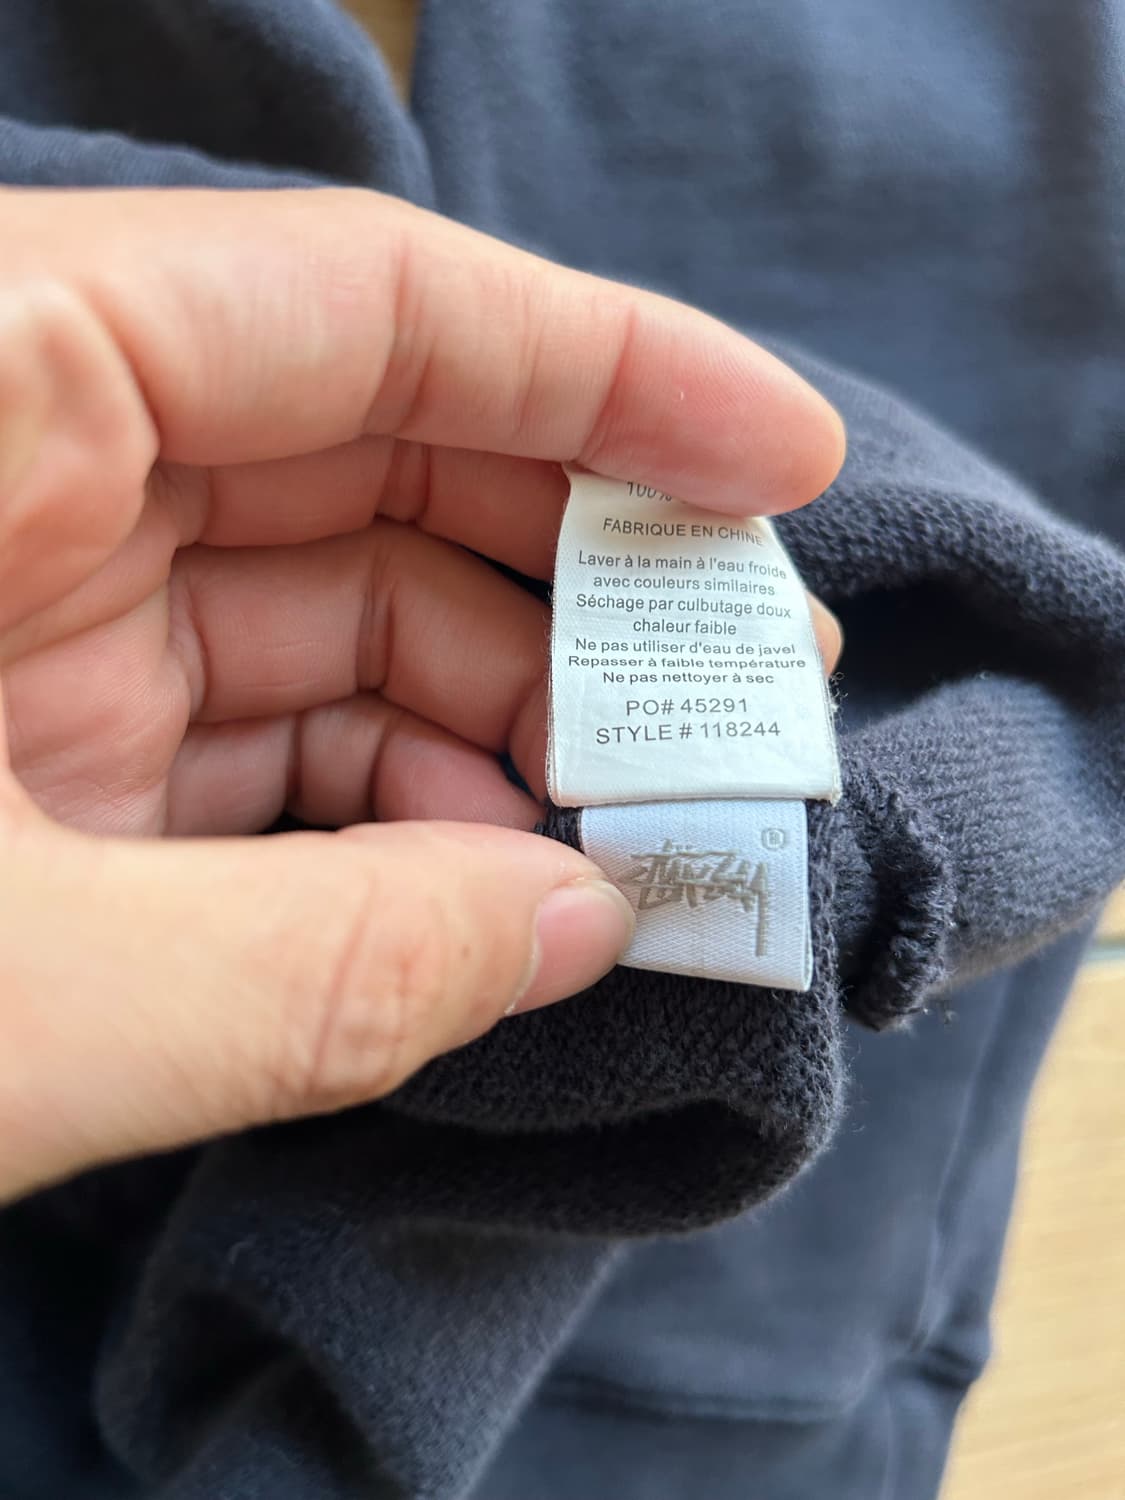 100%
FABRIQUE EN CHINE
Laver à la main à l'eau froide
avec couleurs similaires
Séchage par culbutage doux
chaleur faible
Ne pas utiliser d'eau de javel
Repasser à faible température
Ne pas nettoyer à sec
PO# 45291
STYLE # 118244
®
STÜSSY